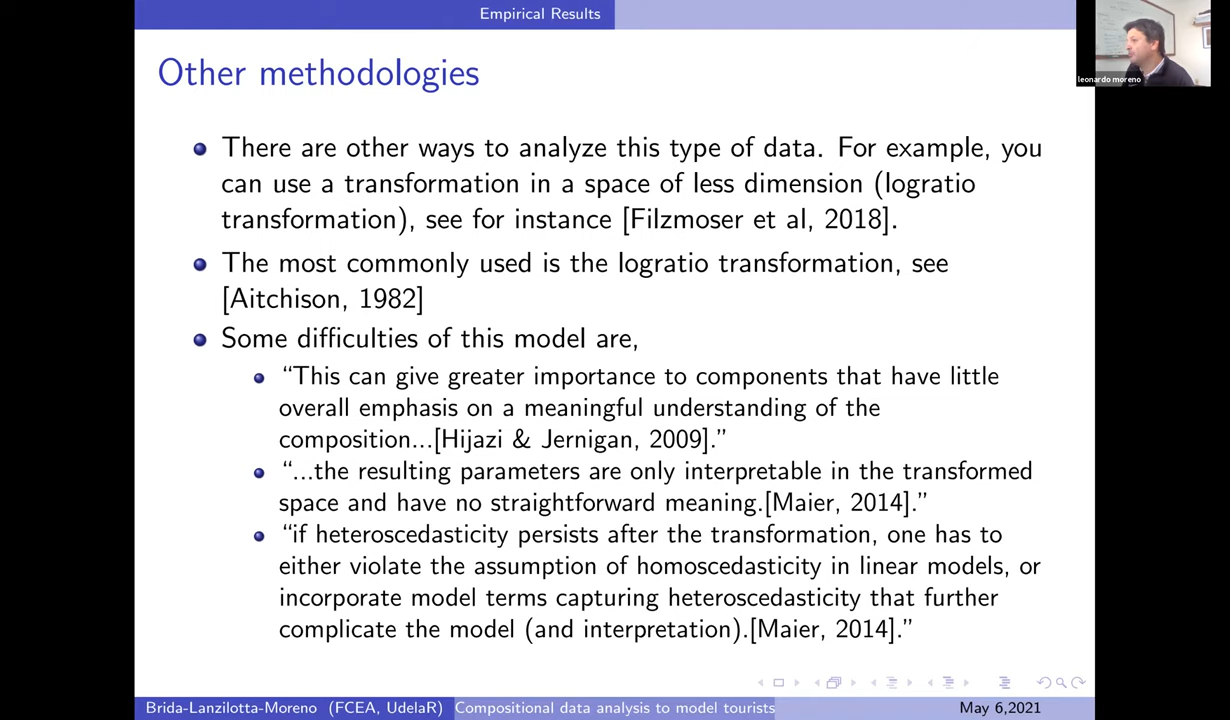 Empirical Results
leonardo moreno
Other methodologies
There are other ways to analyze this type of data. For example, you
can use a transformation in a space of less dimension (logratio
transformation), see for instance [Filzmoser et al, 2018].
The most commonly used is the logratio transformation, see
[Aitchison, 1982]
Some difficulties of this model are,
“This can give greater importance to components that have little
overall emphasis on a meaningful understanding of the
composition...[Hijazi & Jernigan, 2009].”
“...the resulting parameters are only interpretable in the transformed
space and have no straightforward meaning.[Maier, 2014].”
“if heteroscedasticity persists after the transformation, one has to
either violate the assumption of homoscedasticity in linear models, or
incorporate model terms capturing heteroscedasticity that further
complicate the model (and interpretation).[Maier, 2014].”
Brida-Lanzilotta-Moreno (FCEA, UdelaR) Compositional data analysis to model tourists May 6,2021